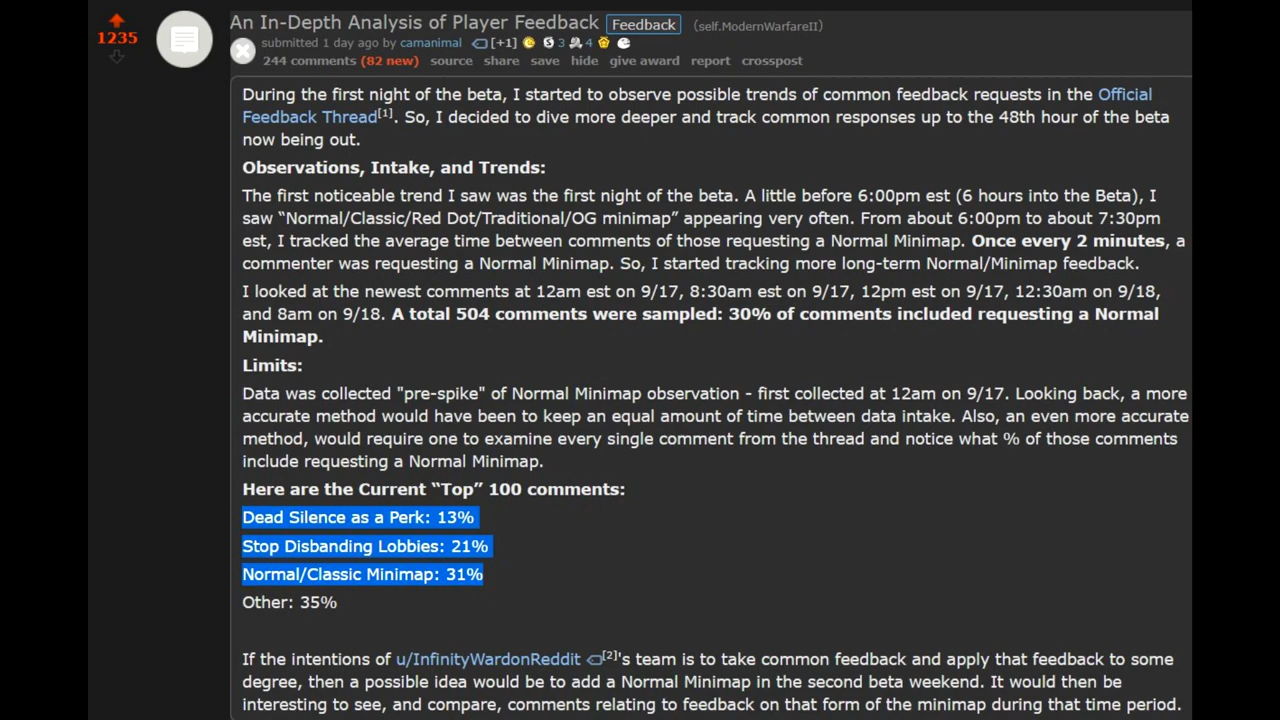 1235
An In-Depth Analysis of Player Feedback Feedback (self.ModernWarfareII)
submitted 1 day ago by camanimal [+1] 3 4
244 comments (82 new) source share save hide give award report crosspost
During the first night of the beta, I started to observe possible trends of common feedback requests in the Official
Feedback Thread[1]. So, I decided to dive more deeper and track common responses up to the 48th hour of the beta
now being out.
Observations, Intake, and Trends:
The first noticeable trend I saw was the first night of the beta. A little before 6:00pm est (6 hours into the Beta), I
saw “Normal/Classic/Red Dot/Traditional/OG minimap” appearing very often. From about 6:00pm to about 7:30pm
est, I tracked the average time between comments of those requesting a Normal Minimap. Once every 2 minutes, a
commenter was requesting a Normal Minimap. So, I started tracking more long-term Normal/Minimap feedback.
I looked at the newest comments at 12am est on 9/17, 8:30am est on 9/17, 12pm est on 9/17, 12:30am on 9/18,
and 8am on 9/18. A total 504 comments were sampled: 30% of comments included requesting a Normal
Minimap.
Limits:
Data was collected "pre-spike" of Normal Minimap observation - first collected at 12am on 9/17. Looking back, a more
accurate method would have been to keep an equal amount of time between data intake. Also, an even more accurate
method, would require one to examine every single comment from the thread and notice what % of those comments
include requesting a Normal Minimap.
Here are the Current “Top” 100 comments:
Dead Silence as a Perk: 13%
Stop Disbanding Lobbies: 21%
Normal/Classic Minimap: 31%
Other: 35%
If the intentions of u/InfinityWardonReddit [2]'s team is to take common feedback and apply that feedback to some
degree, then a possible idea would be to add a Normal Minimap in the second beta weekend. It would then be
interesting to see, and compare, comments relating to feedback on that form of the minimap during that time period.